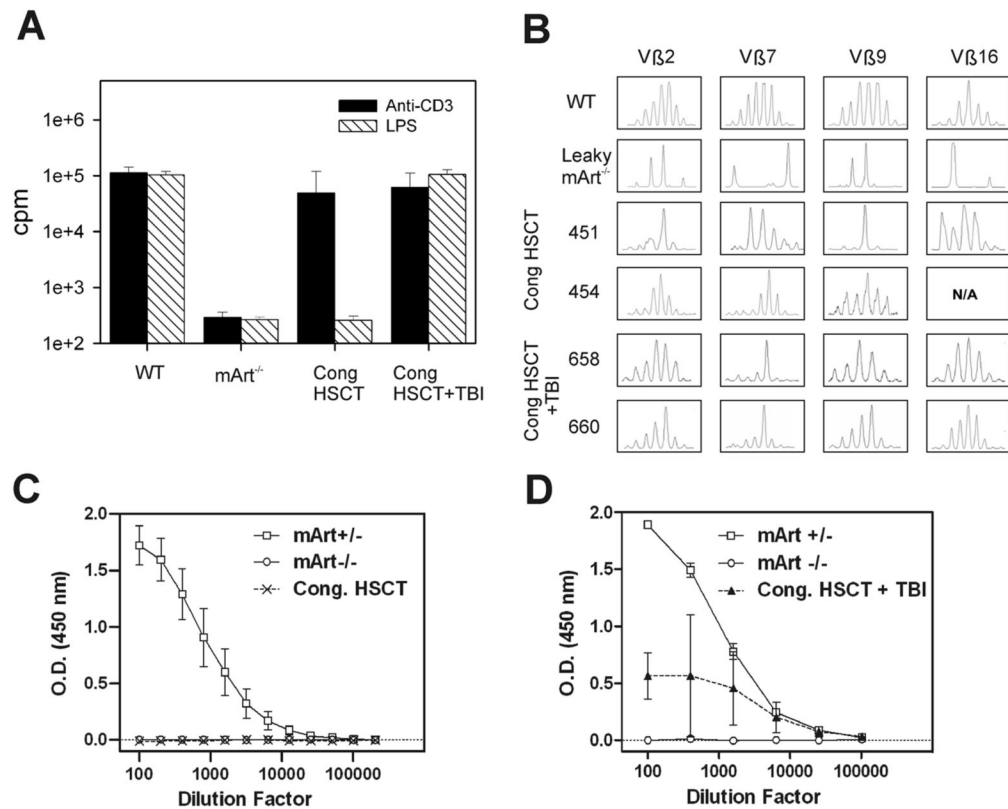 A
Anti-CD3
LPS
1e+6
1e+5
1e+4
1e+3
1e+2
cpm
WT
mArt-/-
Cong
HSCT
Cong
HSCT+TBI
B
Vß2 Vß7 Vß9 Vß16
WT
Leaky
mArt-/-
Cong HSCT
451
454
N/A
Cong HSCT
+TBI
658
660
C
2.0
1.5
1.0
0.5
0.0
O.D. (450 nm)
mArt+/-
mArt-/-
Cong. HSCT
100 1000 10000 100000
Dilution Factor
D
2.0
1.5
1.0
0.5
0.0
O.D. (450 nm)
mArt +/-
mArt -/-
Cong. HSCT + TBI
100 1000 10000 100000
Dilution Factor